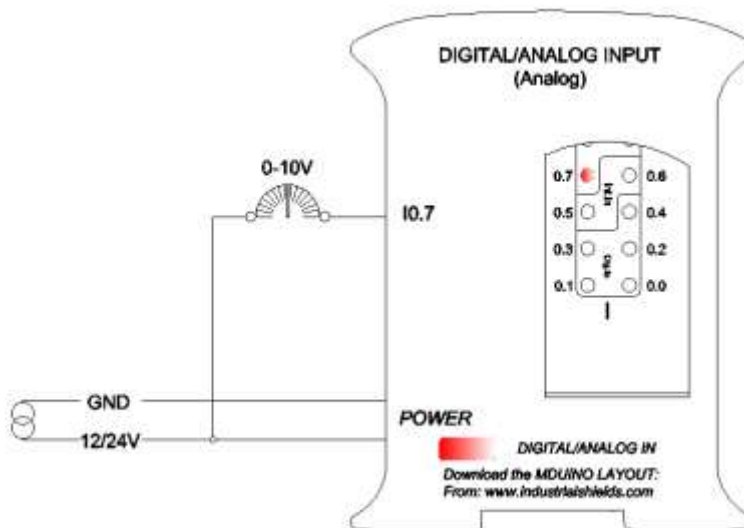 DIGITAL/ANALOG INPUT
(Analog)
0-10V
I0.7
0.7
0.6
0.5
0.4
0.3
0.2
0.1
0.0
I
GND
12/24V
POWER
DIGITAL/ANALOG IN
Download the MDUINO LAYOUT:
From: www.industrialshields.com